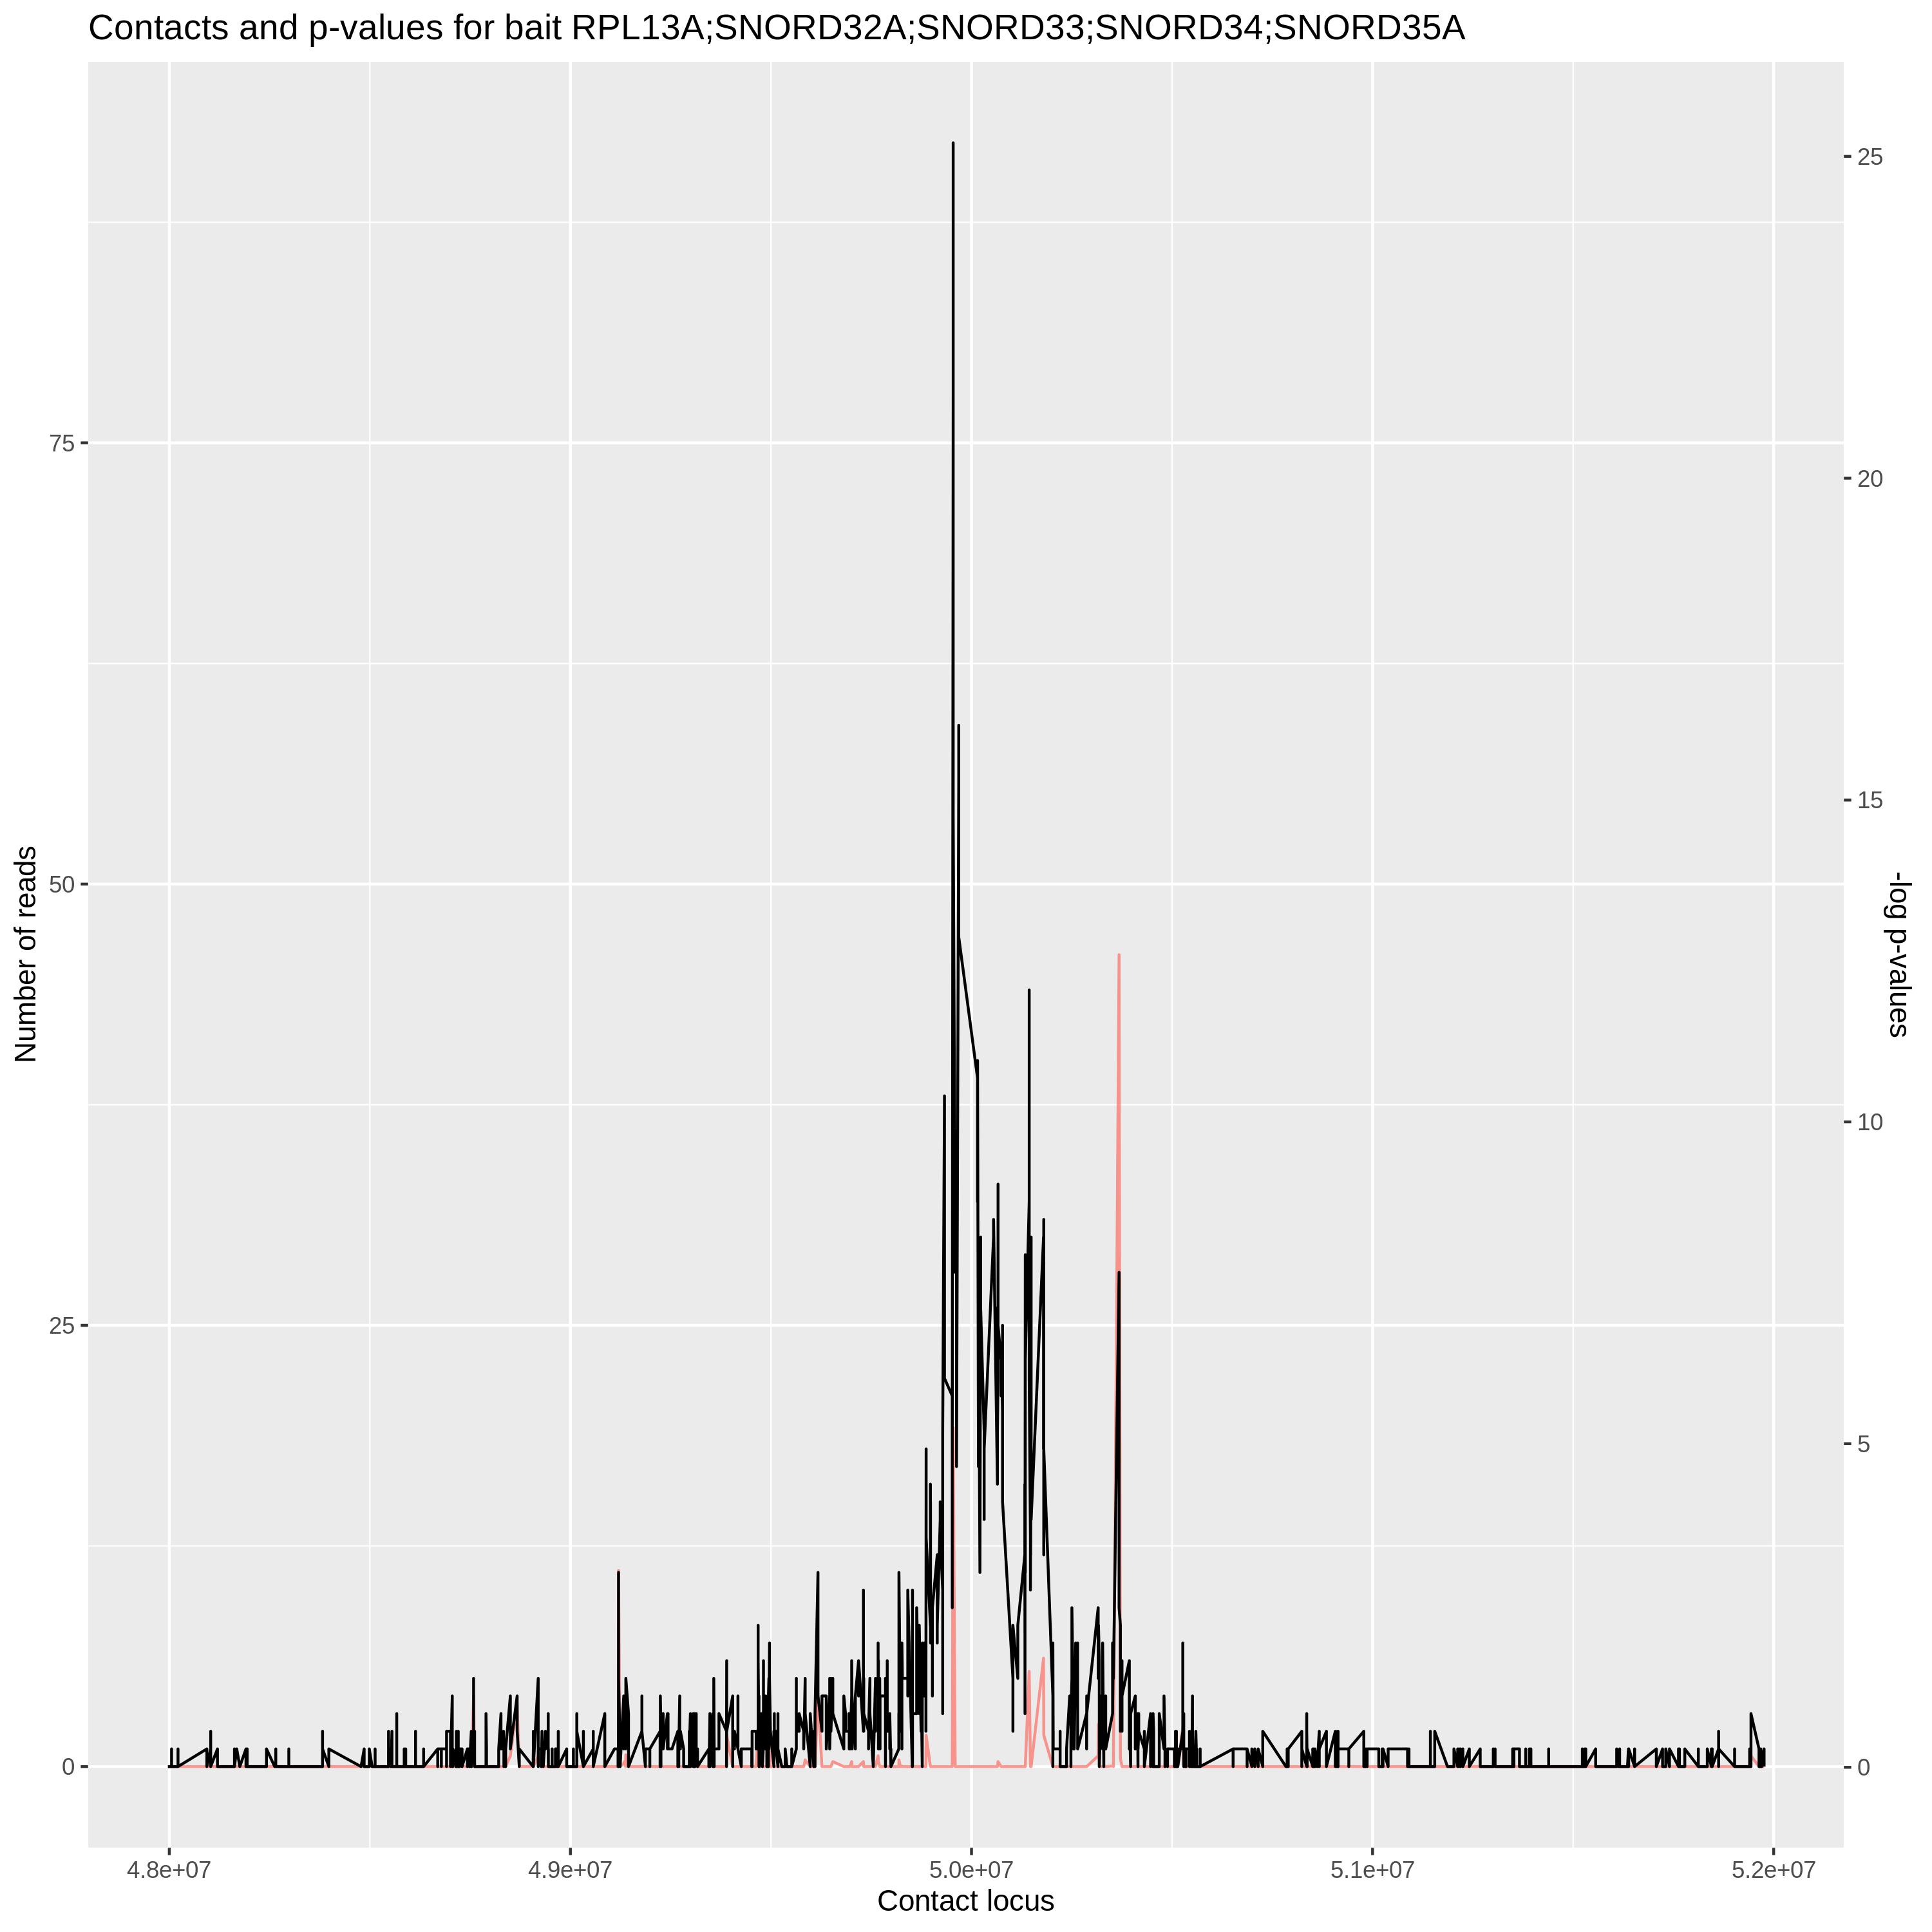 Contacts and p-values for bait RPL13A;SNORD32A;SNORD33;SNORD34;SNORD35A
Number of reads
75
50
25
0
25
20
15
10
5
0
-log p-values
4.8e+07 4.9e+07 5.0e+07 5.1e+07 5.2e+07
Contact locus